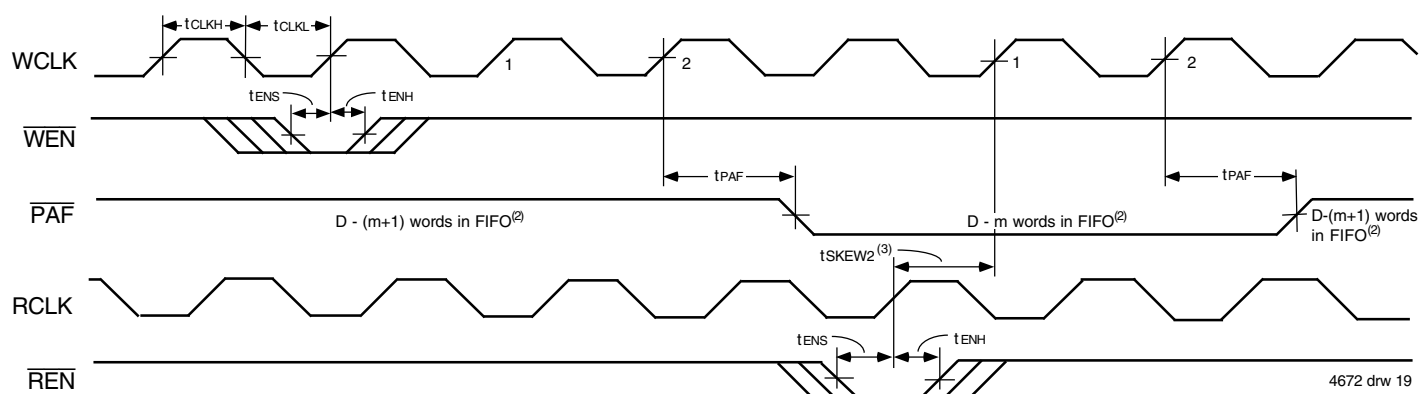 tCLKH tCLKL
WCLK 1 2 1 2
tENS tENH
WEN
tPAF tPAF
PAF D - (m+1) words in FIFO(2) D - m words in FIFO(2) D-(m+1) words
in FIFO(2)
tSKEW2(3)
RCLK
tENS tENH
REN
4672 drw 19